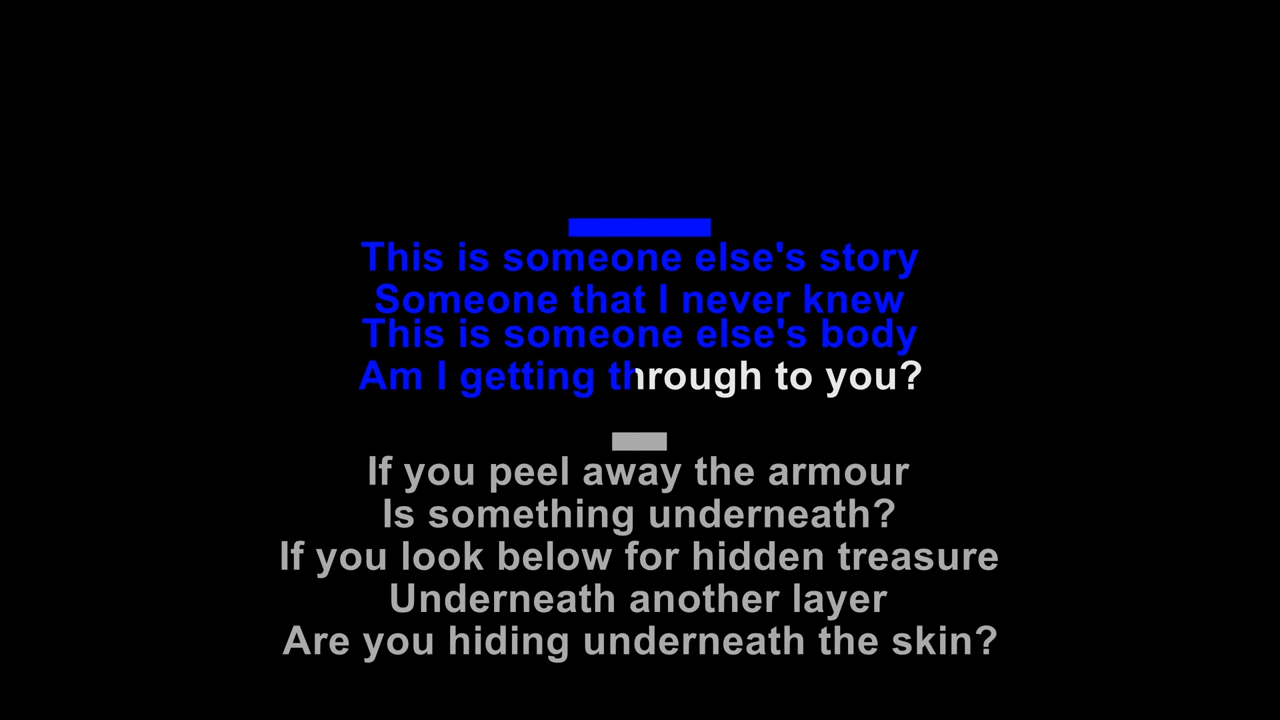 This is someone else's story
Someone that I never knew
This is someone else's body
Am I getting through to you?
If you peel away the armour
Is something underneath?
If you look below for hidden treasure
Underneath another layer
Are you hiding underneath the skin?